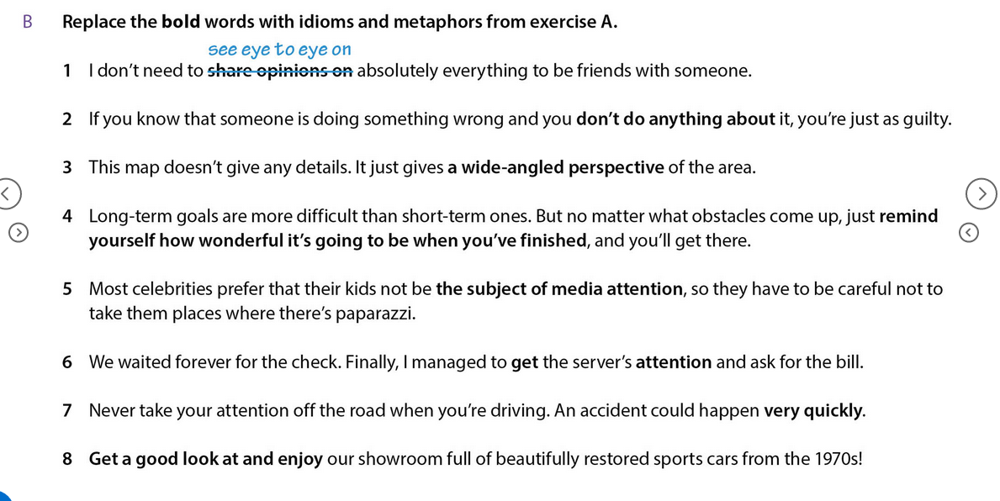 B Replace the bold words with idioms and metaphors from exercise A.
see eye to eye on
1 I don't need to share opinions on absolutely everything to be friends with someone.
2 If you know that someone is doing something wrong and you don't do anything about it, you're just as guilty.
3 This map doesn't give any details. It just gives a wide-angled perspective of the area.
4 Long-term goals are more difficult than short-term ones. But no matter what obstacles come up, just remind
yourself how wonderful it's going to be when you've finished, and you'll get there.
5 Most celebrities prefer that their kids not be the subject of media attention, so they have to be careful not to
take them places where there's paparazzi.
6 We waited forever for the check. Finally, I managed to get the server's attention and ask for the bill.
7 Never take your attention off the road when you're driving. An accident could happen very quickly.
8 Get a good look at and enjoy our showroom full of beautifully restored sports cars from the 1970s!